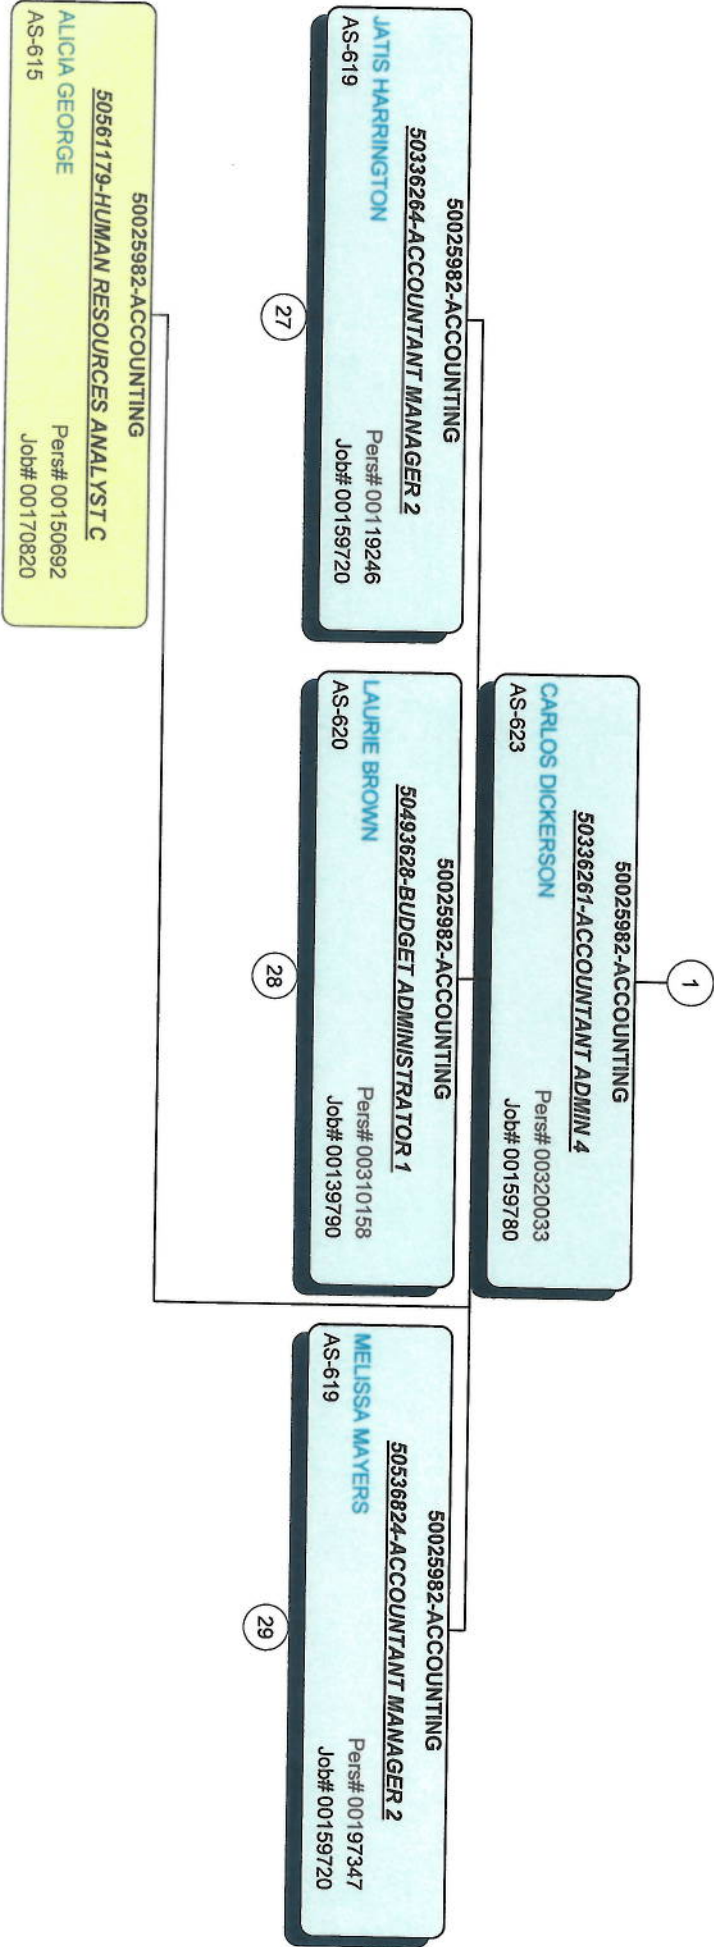 1
50025982-ACCOUNTING
50336261-ACCOUNTANT ADMIN 4
CARLOS DICKERSON Pers# 00320033
AS-623 Job# 00159780
50025982-ACCOUNTING
50336264-ACCOUNTANT MANAGER 2
JATIS HARRINGTON Pers# 00119246
AS-619 Job# 00159720
27
50025982-ACCOUNTING
50493628-BUDGET ADMINISTRATOR 1
LAURIE BROWN Pers# 00310158
AS-620 Job# 00139790
28
50025982-ACCOUNTING
50536824-ACCOUNTANT MANAGER 2
MELISSA MAYERS Pers# 00197347
AS-619 Job# 00159720
29
50025982-ACCOUNTING
50561179-HUMAN RESOURCES ANALYST C
ALICIA GEORGE Pers# 00150692
AS-615 Job# 00170820